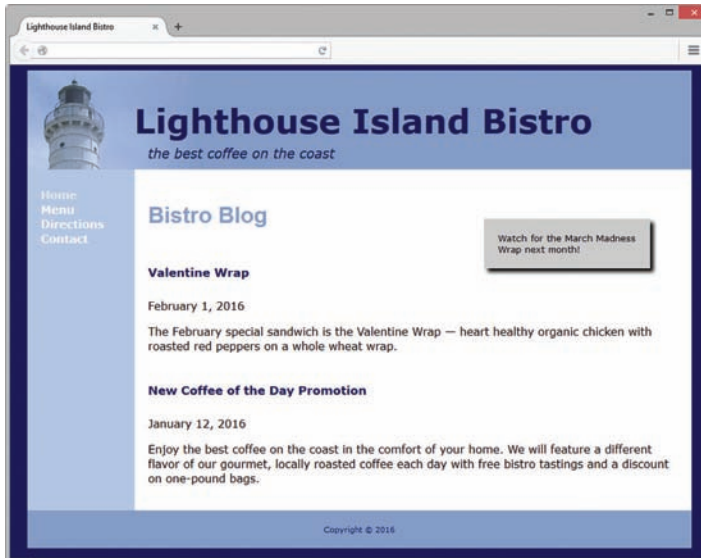 Lighthouse Island Bistro
Lighthouse Island Bistro
the best coffee on the coast
Home
Menu
Directions
Contact
Bistro Blog
Watch for the March Madness
Wrap next month!
Valentine Wrap
February 1, 2016
The February special sandwich is the Valentine Wrap — heart healthy organic chicken with
roasted red peppers on a whole wheat wrap.
New Coffee of the Day Promotion
January 12, 2016
Enjoy the best coffee on the coast in the comfort of your home. We will feature a different
flavor of our gourmet, locally roasted coffee each day with free bistro tastings and a discount
on one-pound bags.
Copyright © 2016